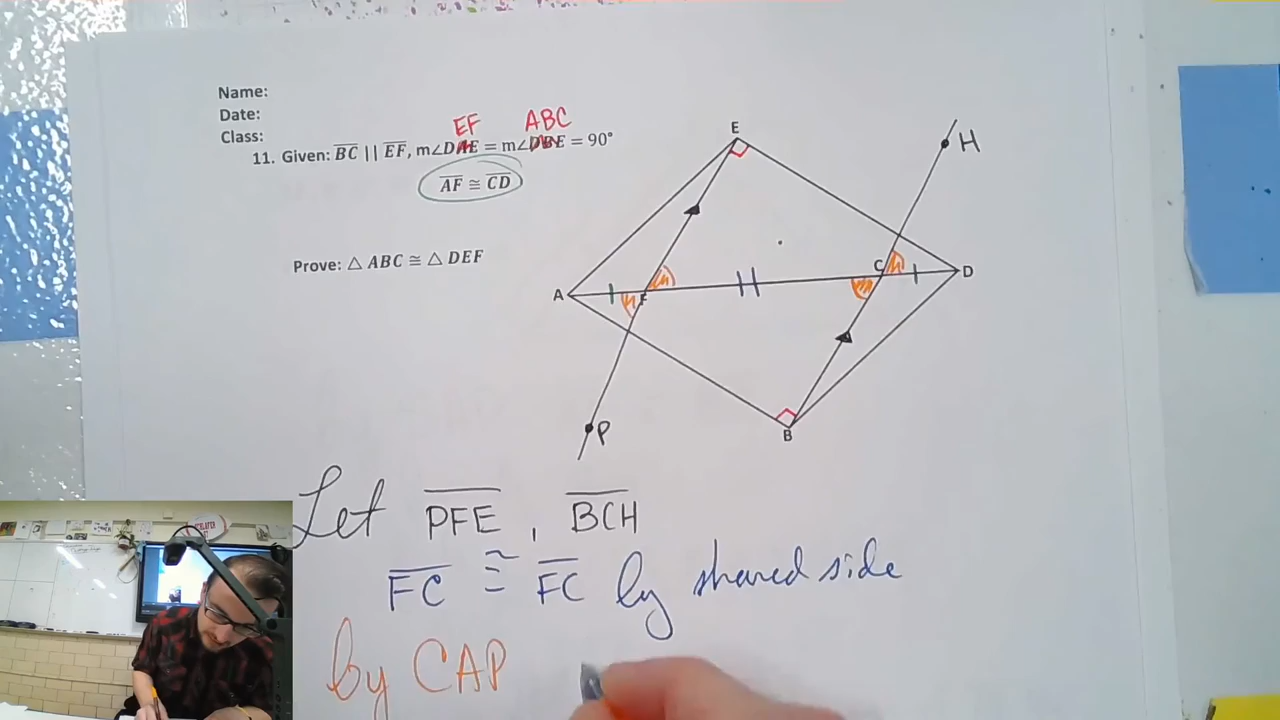 Name:
Date:
Class:
EF ABC
11. Given: BC || EF, m∠DAE = m∠DBE = 90°
AF ≅ CD
Prove: △ ABC ≅ △ DEF
E
H
A
F
C
D
P
B
Let PFE , BCH
FC ≅ FC by shared side
by CAP